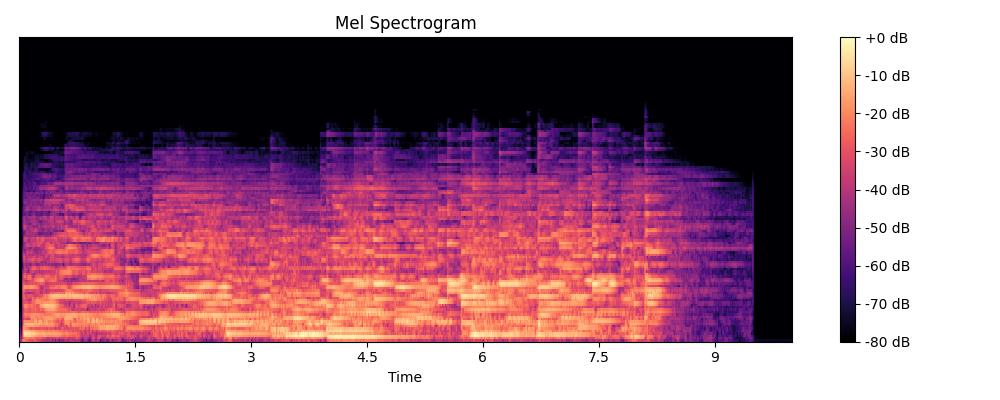 Mel Spectrogram
+0 dB
-10 dB
-20 dB
-30 dB
-40 dB
-50 dB
-60 dB
-70 dB
-80 dB
0 1.5 3 4.5 6 7.5 9
Time